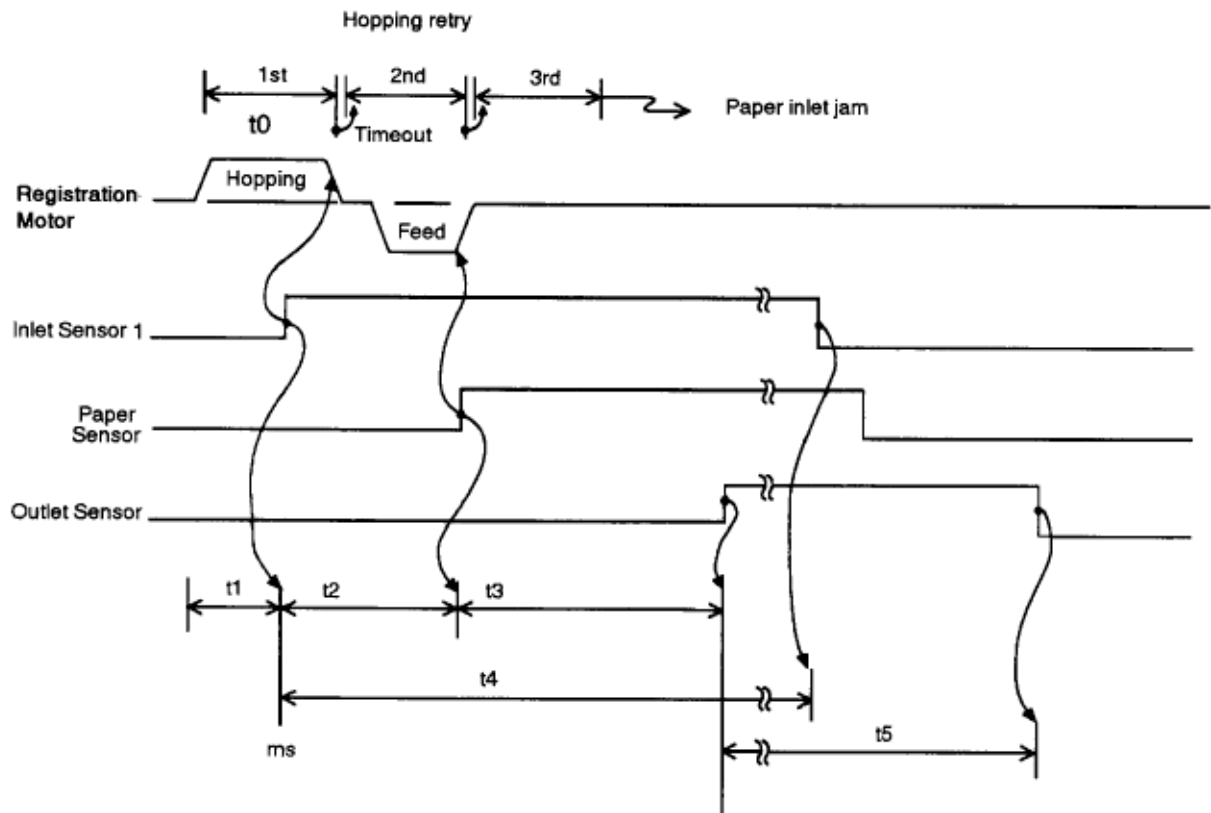 Hopping retry
1st 2nd 3rd
Paper inlet jam
t0
Timeout
Registration
Motor
Hopping
Feed
Inlet Sensor 1
Paper
Sensor
Outlet Sensor
t1 t2 t3
t4
ms
t5